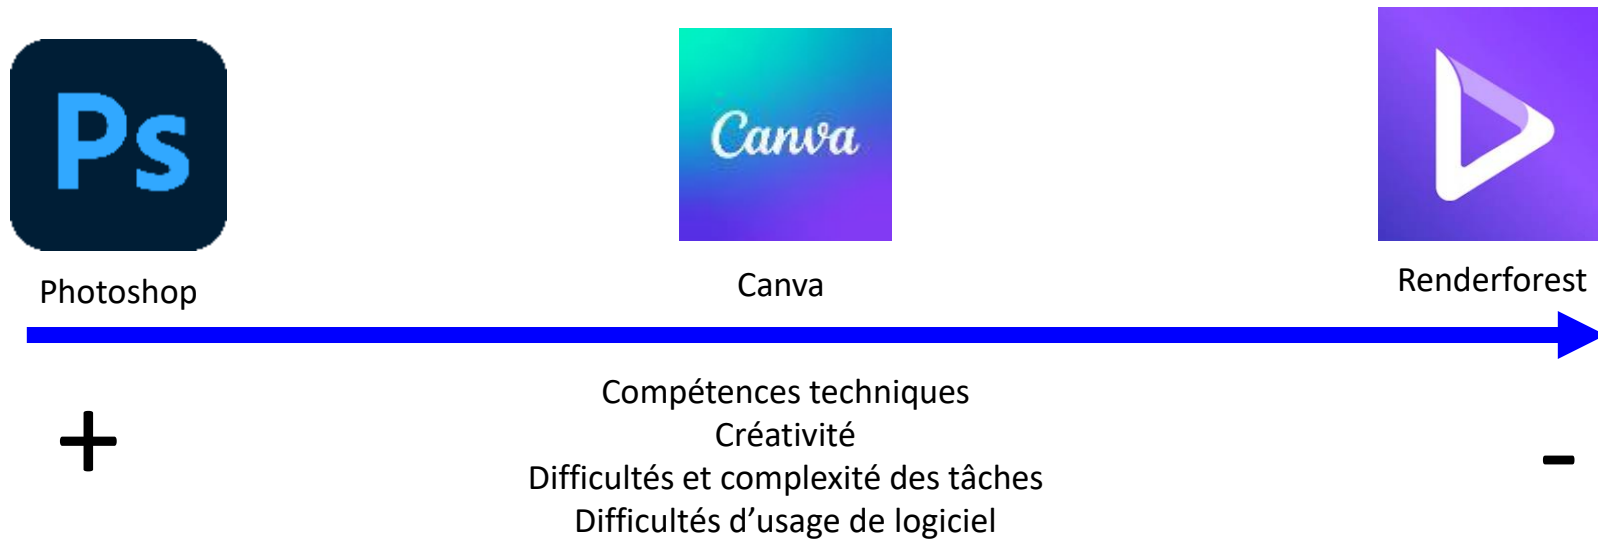 Ps
Canva
Photoshop
Canva
Renderforest
+
-
Compétences techniques
Créativité
Difficultés et complexité des tâches
Difficultés d’usage de logiciel